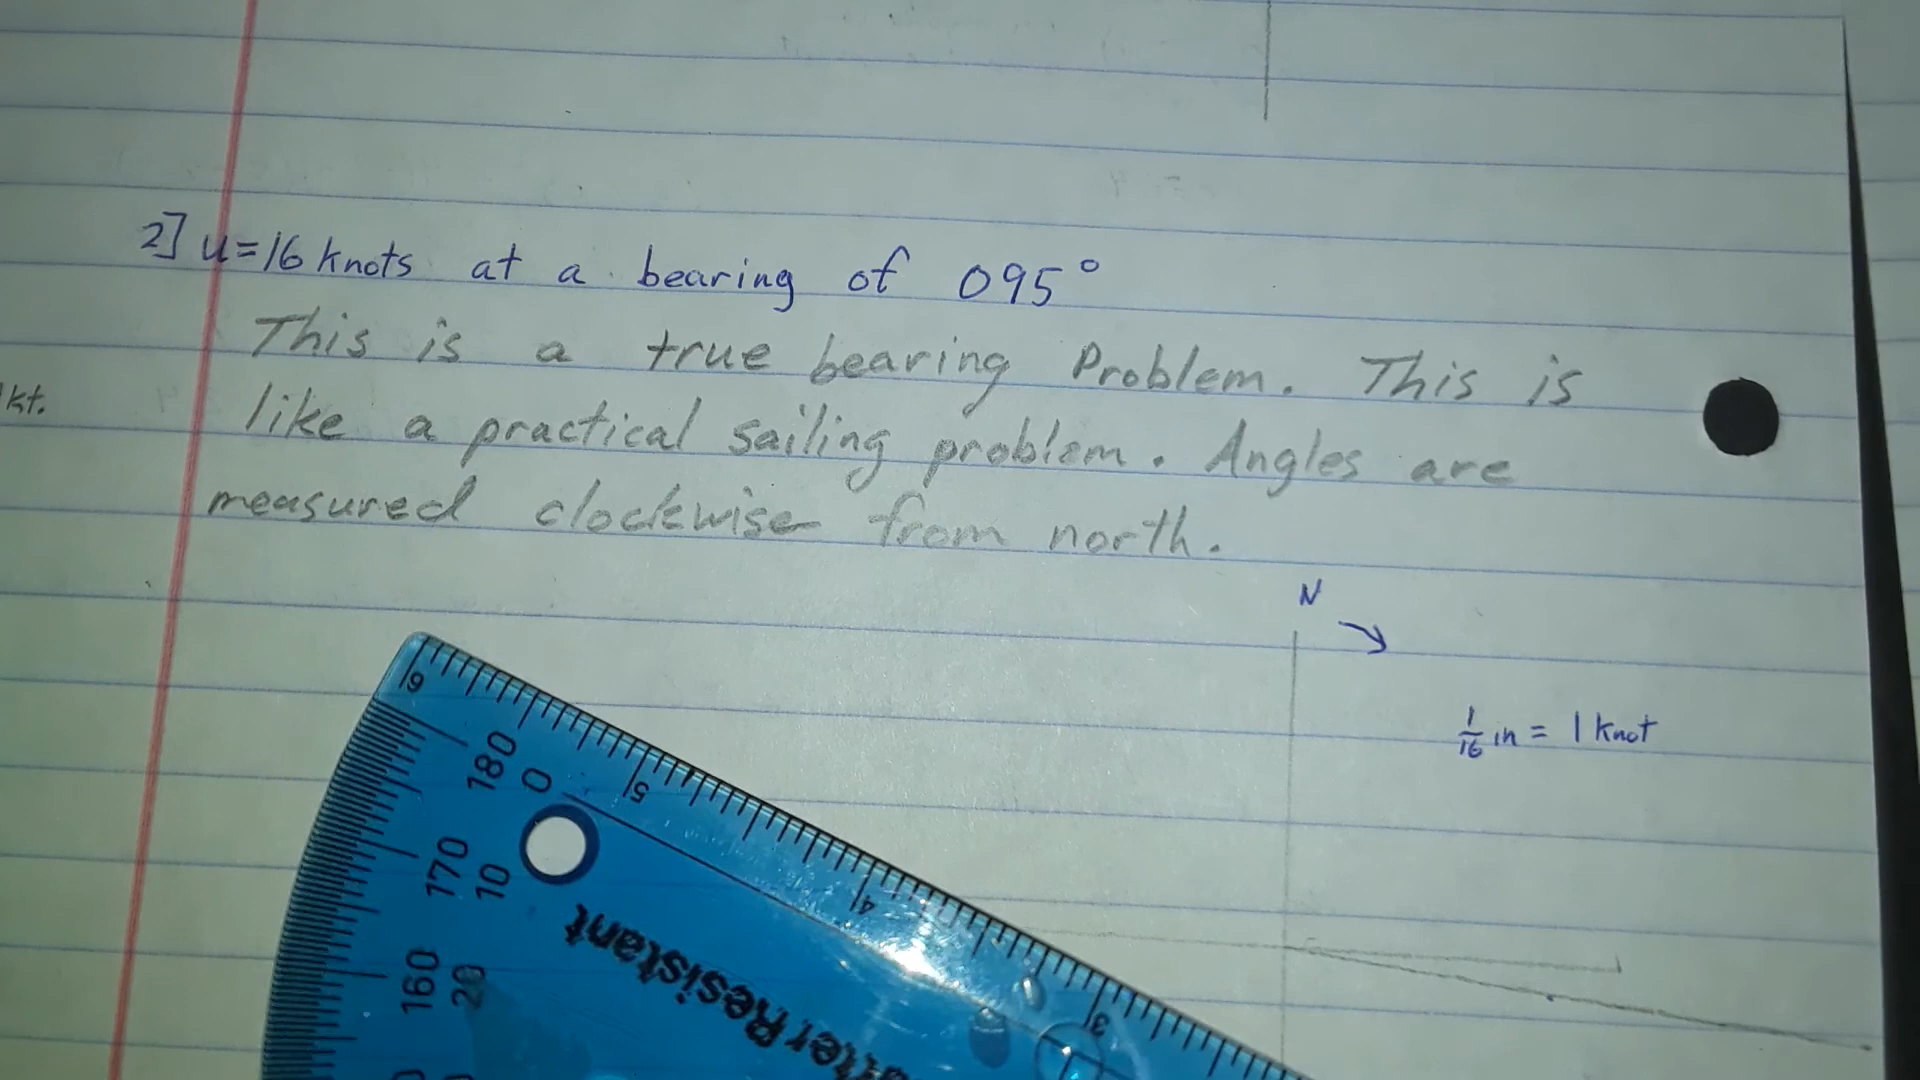 2] u=16 knots at a bearing of 095°
This is a true bearing Problem. This is
kt.
like a practical sailing problem. Angles are
measured clockwise from north.
N
1/16 in = 1 knot
6
5
4
3
180
0
170
10
160
20
Resistant